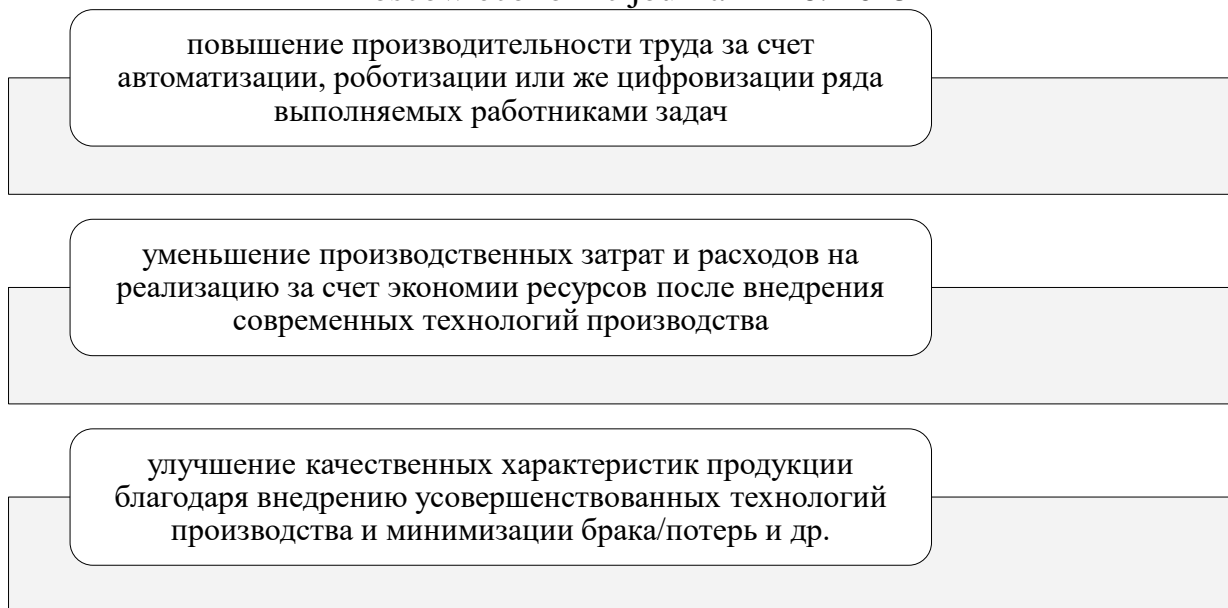 повышение производительности труда за счет
автоматизации, роботизации или же цифровизации ряда
выполняемых работниками задач
уменьшение производственных затрат и расходов на
реализацию за счет экономии ресурсов после внедрения
современных технологий производства
улучшение качественных характеристик продукции
благодаря внедрению усовершенствованных технологий
производства и минимизации брака/потерь и др.